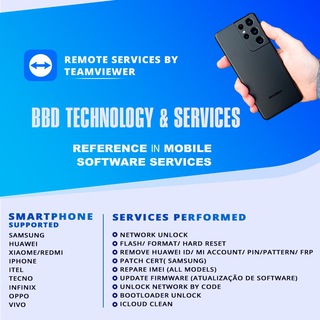 REMOTE SERVICES BY
TEAMVIEWER
BBD TECHNOLOGY & SERVICES
REFERENCE IN MOBILE
SOFTWARE SERVICES
SMARTPHONE
SUPPORTED
SAMSUNG
HUAWEI
XIAOME/REDMI
IPHONE
ITEL
TECNO
INFINIX
OPPO
VIVO
SERVICES PERFORMED
NETWORK UNLOCK
FLASH/ FORMAT/ HARD RESET
REMOVE HUAWEI ID/ MI ACCOUNT/ PIN/PATTERN/ FRP
PATCH CERT( SAMSUNG)
REPARE IMEI (ALL MODELS)
UPDATE FIRMWARE (ATUALIZAÇÃO DE SOFTWARE)
UNLOCK NETWORK BY CODE
BOOTLOADER UNLOCK
ICLOUD CLEAN